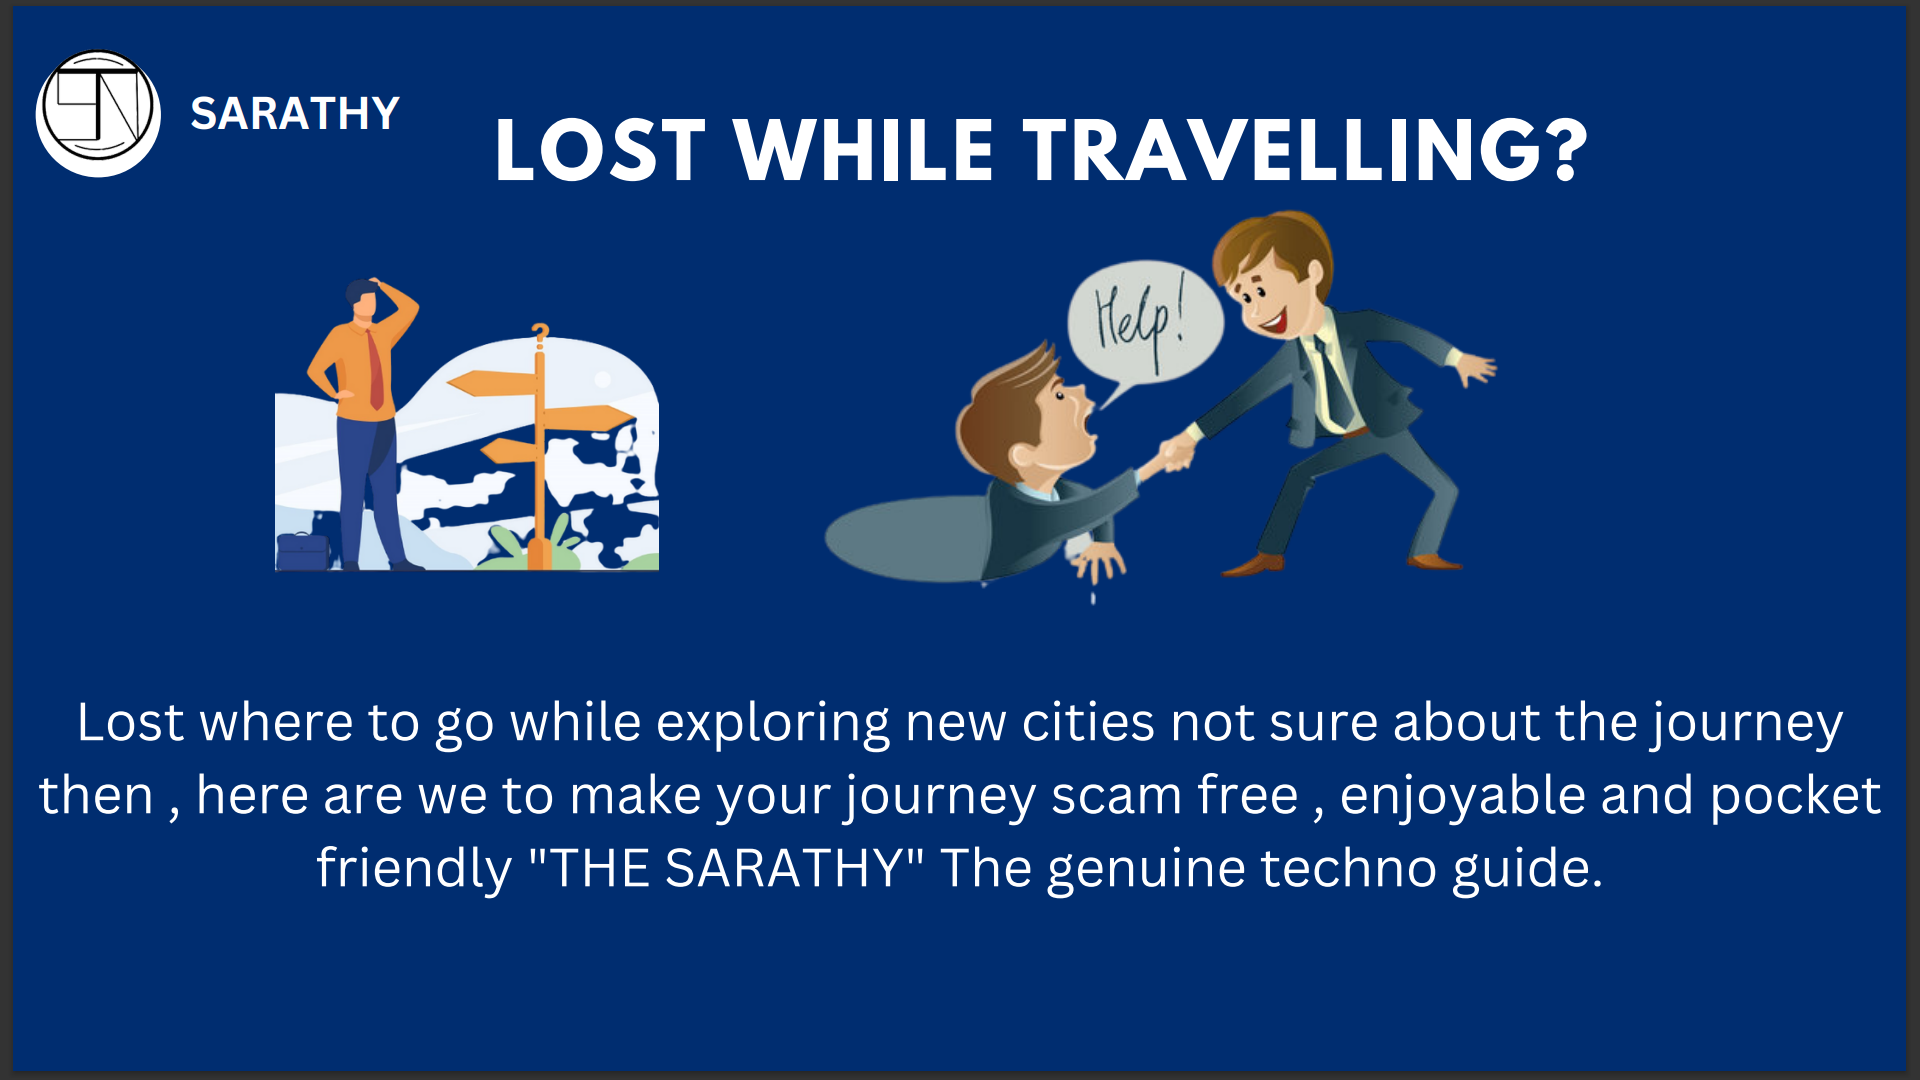 SARATHY
LOST WHILE TRAVELLING?
?
Help!
Lost where to go while exploring new cities not sure about the journey
then , here are we to make your journey scam free , enjoyable and pocket
friendly "THE SARATHY" The genuine techno guide.